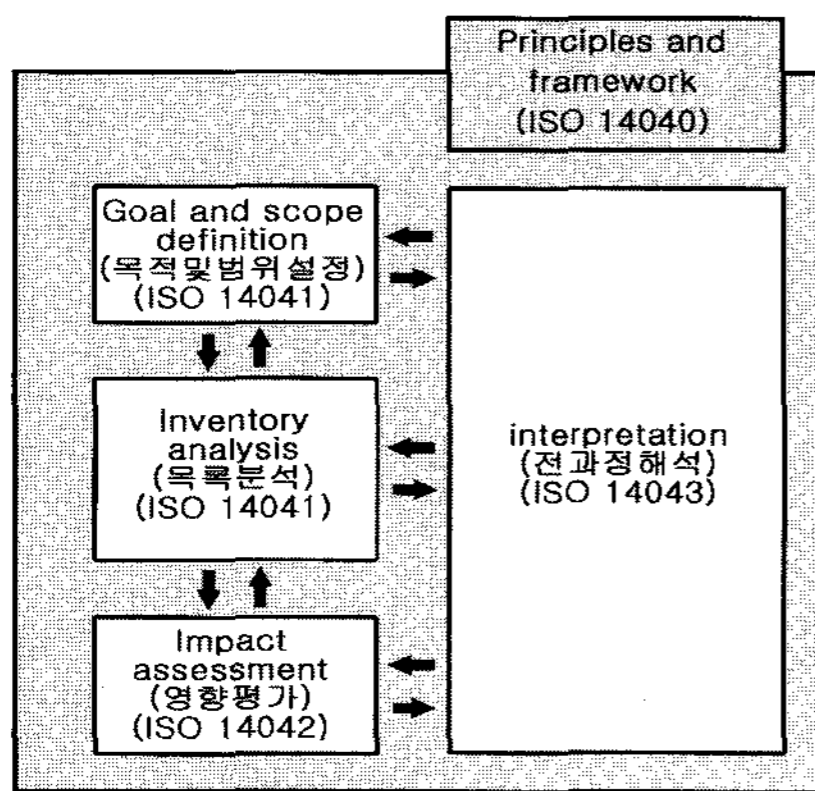 Principles and
framework
(ISO 14040)
Goal and scope
definition
(목적및범위설정)
(ISO 14041)
Inventory
analysis
(목록분석)
(ISO 14041)
Impact
assessment
(영향평가)
(ISO 14042)
interpretation
(전과정해석)
(ISO 14043)